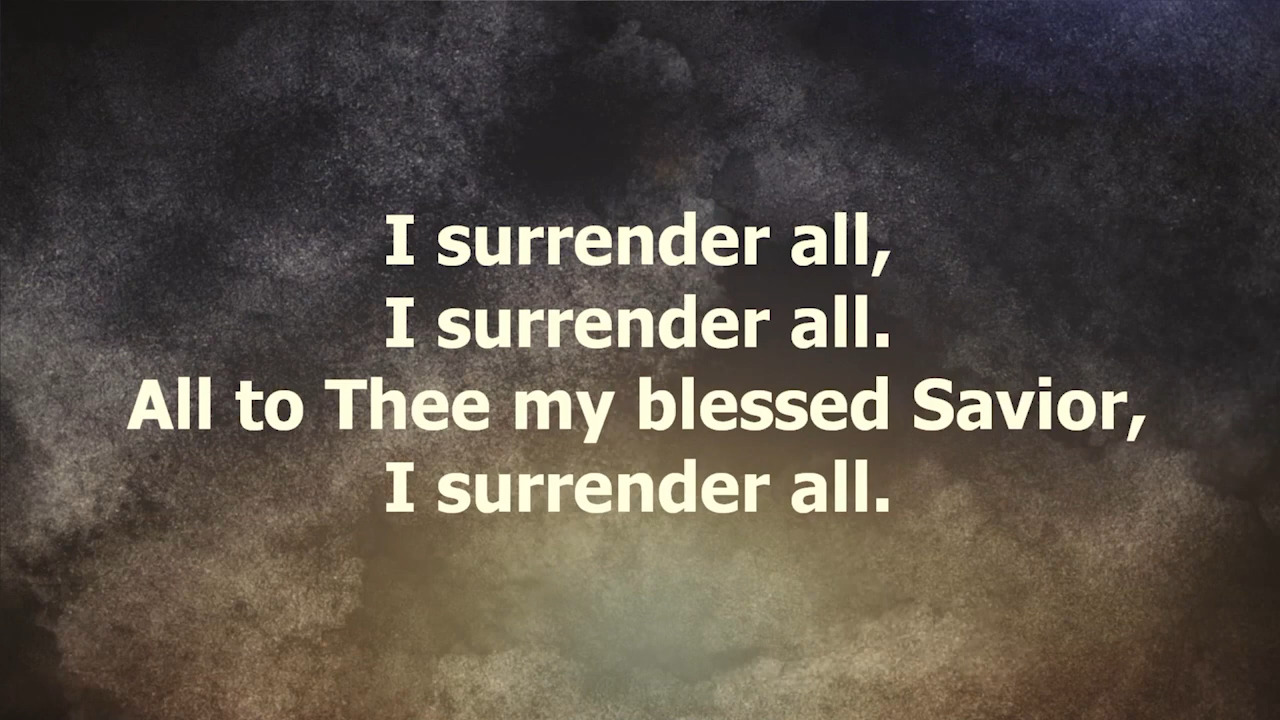 I surrender all,
I surrender all.
All to Thee my blessed Savior,
I surrender all.